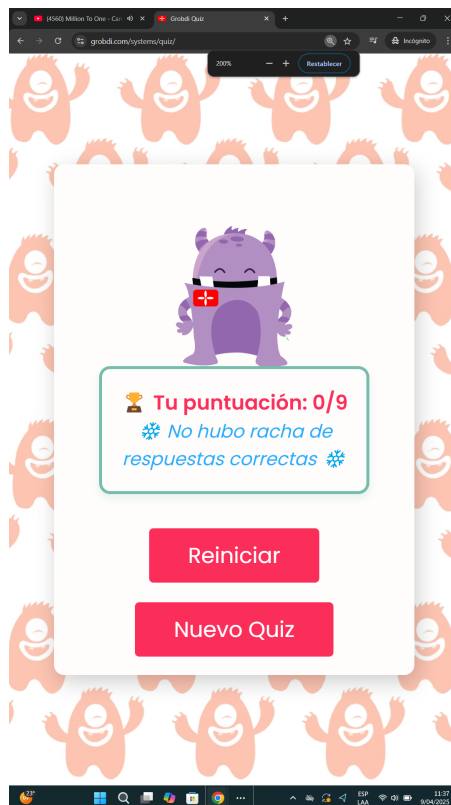 (4560) Million To One - Car
Grobdi Quiz
grobdi.com/systems/quiz/
Incógnito
200%
Restablecer
Tu puntuación: 0/9
No hubo racha de
respuestas correctas
Reiniciar
Nuevo Quiz
23°
ESP
LAA
11:37
9/04/2025